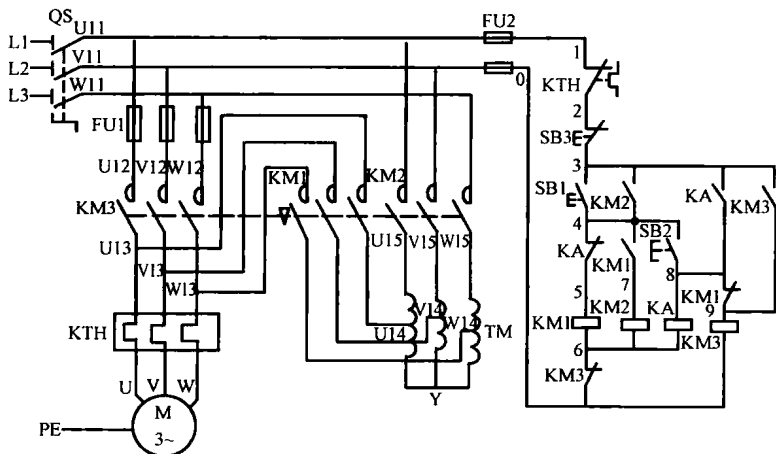 QS
U11
L1
V11
L2
W11
L3
FU2
1
0
KTH
2
SB3
3
FU1
U12
V12
W12
KM3
KM1
KM2
U13
V13
W13
U15
V15
W15
SB1
KM2
KA
KM3
4
SB2
KA
KM1
8
5
7
KM1
9
KM1
KM2
KA
KM3
6
KM3
KTH
U14
V14
W14
TM
Y
U
V
W
M
3~
PE